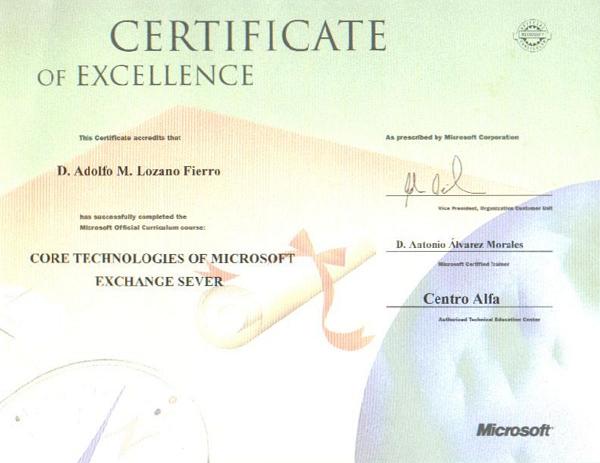 CERTIFICATE
OF EXCELLENCE
MICROSOFT
This Certificate accredits that
D. Adolfo M. Lozano Fierro
has successfully completed the
Microsoft Official Curriculum course:
CORE TECHNOLOGIES OF MICROSOFT
EXCHANGE SEVER
As prescribed by Microsoft Corporation
Vice President, Organization Customer Unit
D. Antonio Álvarez Morales
Microsoft Certified Trainer
Centro Alfa
Authorized Technical Education Center
Microsoft